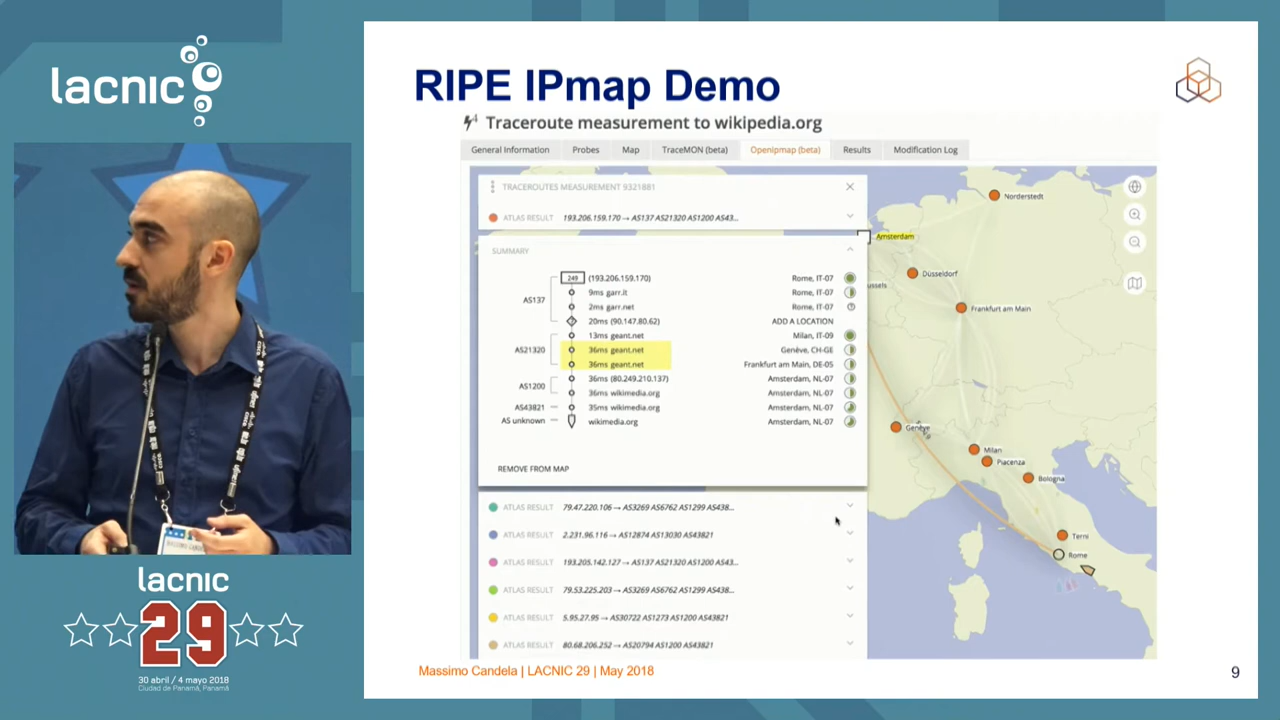 lacnic
lacnic
29
30 abril / 4 mayo 2018
Ciudad de Panamá, Panamá
RIPE IPmap Demo
Traceroute measurement to wikipedia.org
General Information Probes Map TraceMON (beta) Openipmap (beta) Results Modification Log
TRACEROUTES MEASUREMENT 9321881
ATLAS RESULT 193.206.159.170 → AS137 AS21320 AS1200 AS43...
SUMMARY
249 (193.206.159.170) Rome, IT-07
AS137 9ms garr.it Rome, IT-07
2ms garr.net Rome, IT-07
20ms (90.147.80.62) ADD A LOCATION
13ms geant.net Milan, IT-09
AS21320 36ms geant.net Genève, CH-GE
36ms geant.net Frankfurt am Main, DE-05
AS1200 36ms (80.249.210.137) Amsterdam, NL-07
36ms wikimedia.org Amsterdam, NL-07
AS43821 35ms wikimedia.org Amsterdam, NL-07
AS unknown wikimedia.org Amsterdam, NL-07
REMOVE FROM MAP
ATLAS RESULT 79.47.220.106 → AS3269 AS6762 AS1299 AS438...
ATLAS RESULT 2.231.96.116 → AS12874 AS13030 AS43821
ATLAS RESULT 193.205.142.127 → AS137 AS21320 AS1200 AS43...
ATLAS RESULT 79.53.225.203 → AS3269 AS6762 AS1299 AS438...
ATLAS RESULT 5.95.27.95 → AS30722 AS1273 AS1200 AS43821
ATLAS RESULT 80.68.206.252 → AS20794 AS1200 AS43821
Norderstedt
Amsterdam
Düsseldorf
ussels
Frankfurt am Main
Genève
Milan
Piacenza
Bologna
Terni
Rome
Massimo Candela | LACNIC 29 | May 2018
9